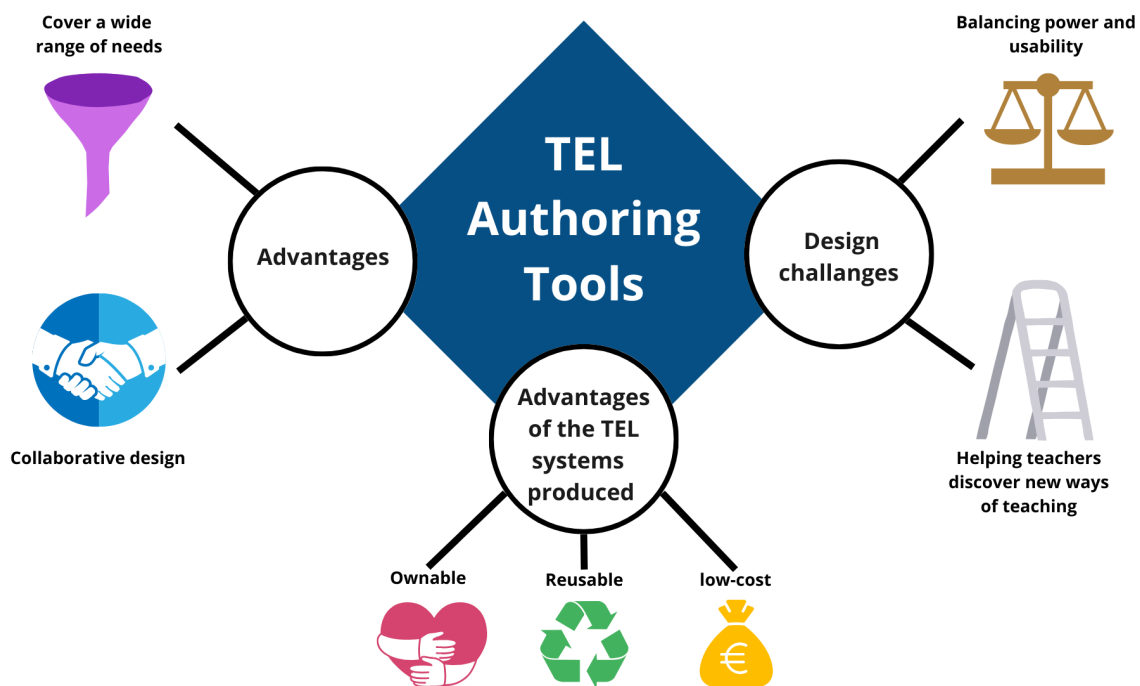 Cover a wide
range of needs
Balancing power and
usability
TEL
Authoring
Tools
Advantages
Design
challanges
Collaborative design
Advantages
of the TEL
systems
produced
Helping teachers
discover new ways
of teaching
Ownable
Reusable
low-cost
€